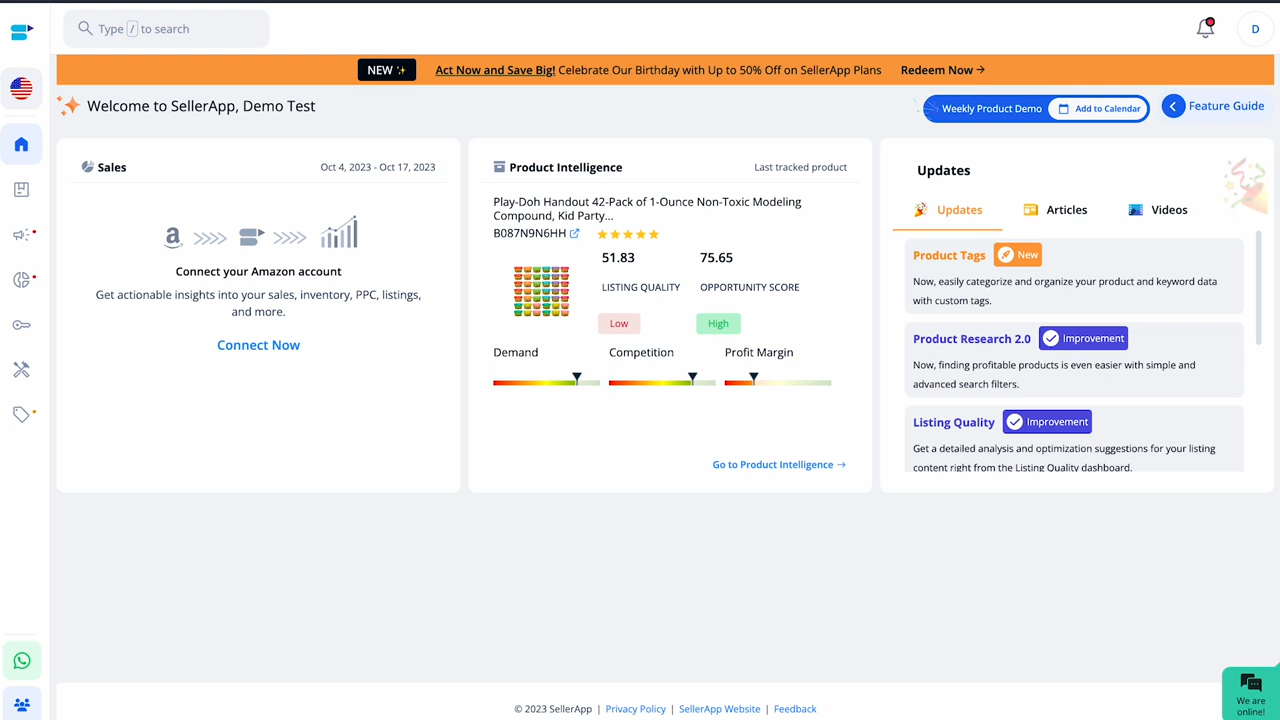 Type / to search
D
NEW
Act Now and Save Big! Celebrate Our Birthday with Up to 50% Off on SellerApp Plans
Redeem Now →
Welcome to SellerApp, Demo Test
Weekly Product Demo
Add to Calendar
Feature Guide
Sales
Oct 4, 2023 - Oct 17, 2023
Connect your Amazon account
Get actionable insights into your sales, inventory, PPC, listings,
and more.
Connect Now
Product Intelligence
Last tracked product
Play-Doh Handout 42-Pack of 1-Ounce Non-Toxic Modeling
Compound, Kid Party...
B087N9N6HH
51.83
75.65
LISTING QUALITY
OPPORTUNITY SCORE
Low
High
Demand
Competition
Profit Margin
Go to Product Intelligence →
Updates
Updates
Articles
Videos
Product Tags
New
Now, easily categorize and organize your product and keyword data
with custom tags.
Product Research 2.0
Improvement
Now, finding profitable products is even easier with simple and
advanced search filters.
Listing Quality
Improvement
Get a detailed analysis and optimization suggestions for your listing
content right from the Listing Quality dashboard.
© 2023 SellerApp | Privacy Policy | SellerApp Website | Feedback
We are
online!